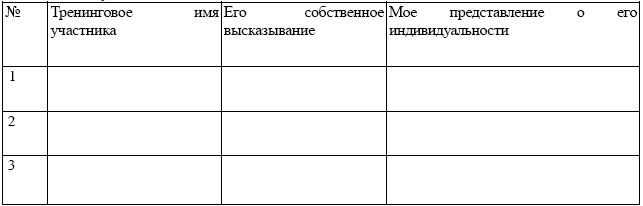 № Тренинговое имя участника Его собственное высказывание Мое представление о его индивидуальности
1
2
3